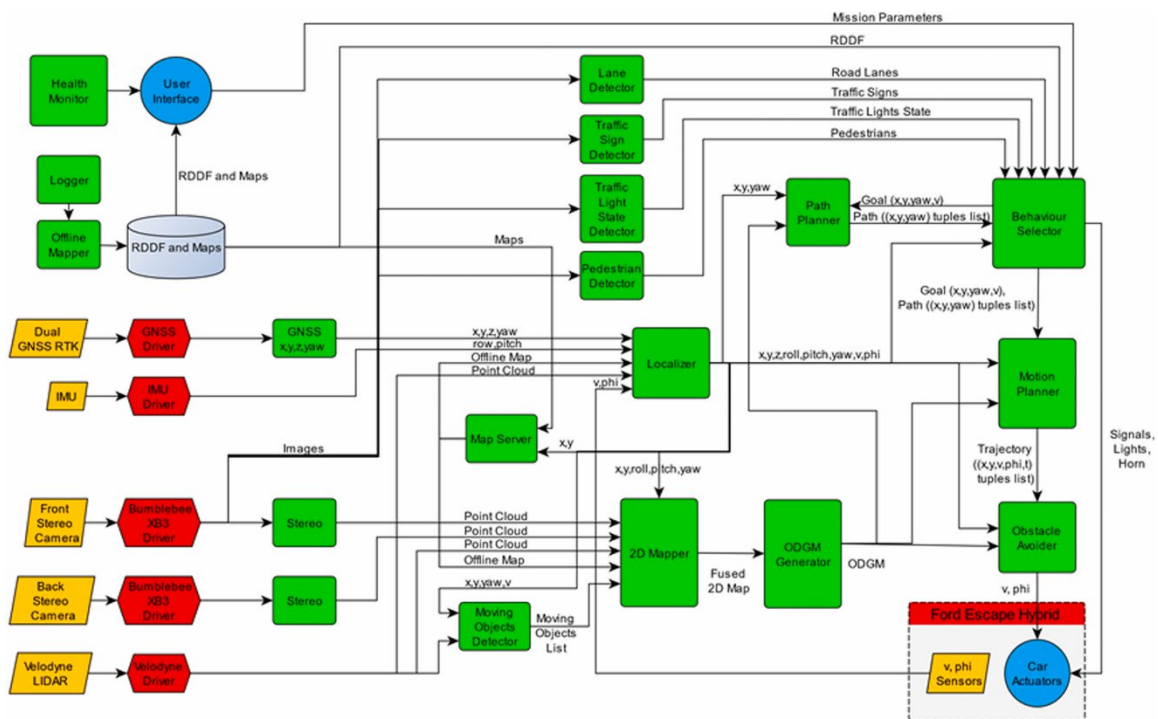 Mission Parameters
RDDF
Health
Monitor
User
Interface
Lane
Detector
Road Lanes
Traffic Signs
Traffic
Sign
Detector
Traffic Lights State
Pedestrians
RDDF and Maps
Logger
Traffic
Light
State
Detector
x,y,yaw
Path
Planner
Goal (x,y,yaw,v)
Path ((x,y,yaw) tuples list)
Behaviour
Selector
Offline
Mapper
RDDF and Maps
Maps
Pedestrian
Detector
Goal (x,y,yaw,v),
Path ((x,y,yaw) tuples list)
Dual
GNSS RTK
GNSS
Driver
GNSS
x,y,z,yaw
x,y,z,yaw
row,pitch
Offline Map
Point Cloud
v,phi
Localizer
x,y,z,roll,pitch,yaw,v,phi
Motion
Planner
IMU
IMU
Driver
Map Server
x,y
Images
x,y,roll,pitch,yaw
Trajectory
((x,y,v,phi,t)
tuples list)
Signals,
Lights,
Horn
Front
Stereo
Camera
Bumblebee
XB3
Driver
Stereo
Point Cloud
Point Cloud
Point Cloud
Offline Map
2D Mapper
Fused
2D Map
ODGM
Generator
ODGM
Obstacle
Avoider
Back
Stereo
Camera
Bumblebee
XB3
Driver
Stereo
x,y,yaw,v
Moving
Objects
Detector
Moving
Objects
List
v, phi
Ford Escape Hybrid
Velodyne
LIDAR
Velodyne
Driver
v, phi
Sensors
Car
Actuators